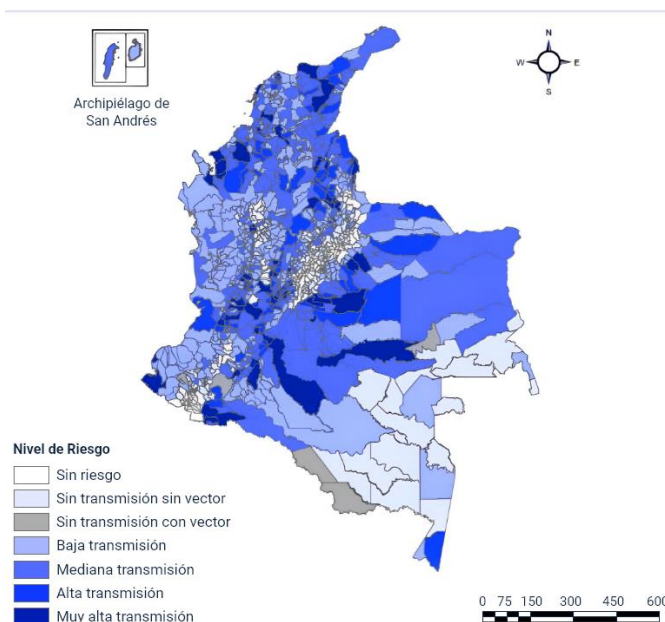 N
W
E
S
Archipiélago de
San Andrés
Nivel de Riesgo
Sin riesgo
Sin transmisión sin vector
Sin transmisión con vector
Baja transmisión
Mediana transmisión
Alta transmisión
Muy alta transmisión
0 75 150 300 450 600